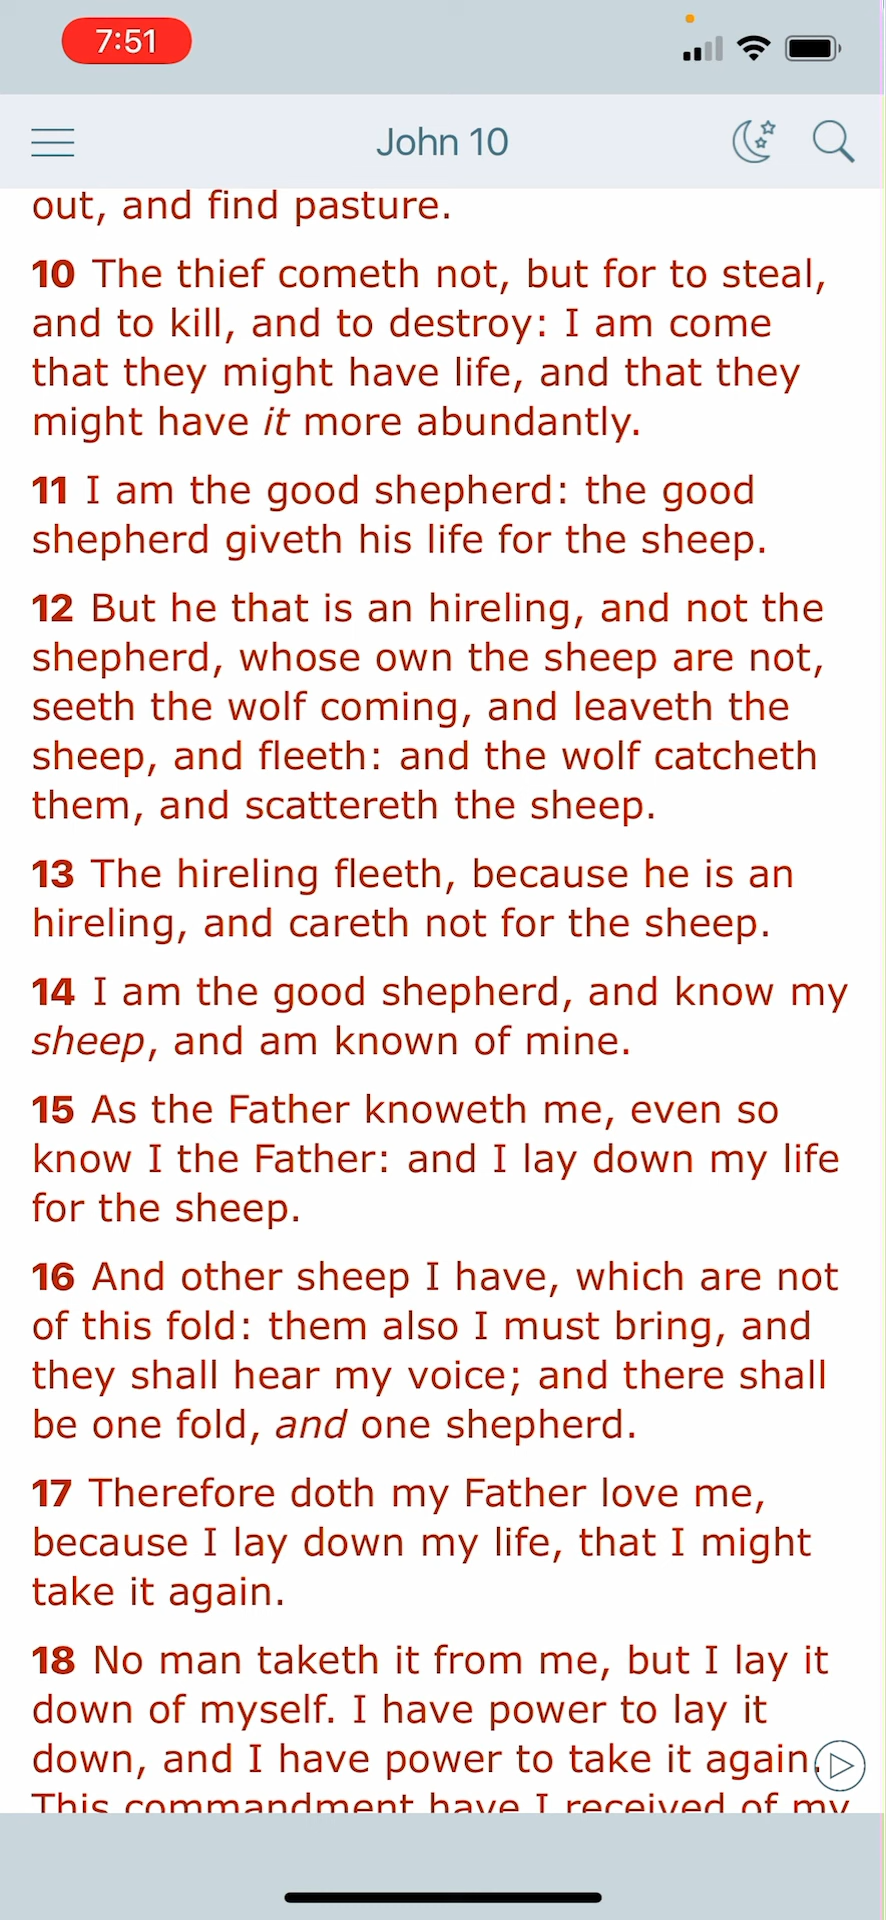 7:51
John 10
out, and find pasture.
10 The thief cometh not, but for to steal,
and to kill, and to destroy: I am come
that they might have life, and that they
might have it more abundantly.
11 I am the good shepherd: the good
shepherd giveth his life for the sheep.
12 But he that is an hireling, and not the
shepherd, whose own the sheep are not,
seeth the wolf coming, and leaveth the
sheep, and fleeth: and the wolf catcheth
them, and scattereth the sheep.
13 The hireling fleeth, because he is an
hireling, and careth not for the sheep.
14 I am the good shepherd, and know my
sheep, and am known of mine.
15 As the Father knoweth me, even so
know I the Father: and I lay down my life
for the sheep.
16 And other sheep I have, which are not
of this fold: them also I must bring, and
they shall hear my voice; and there shall
be one fold, and one shepherd.
17 Therefore doth my Father love me,
because I lay down my life, that I might
take it again.
18 No man taketh it from me, but I lay it
down of myself. I have power to lay it
down, and I have power to take it again.
This commandment have I received of my